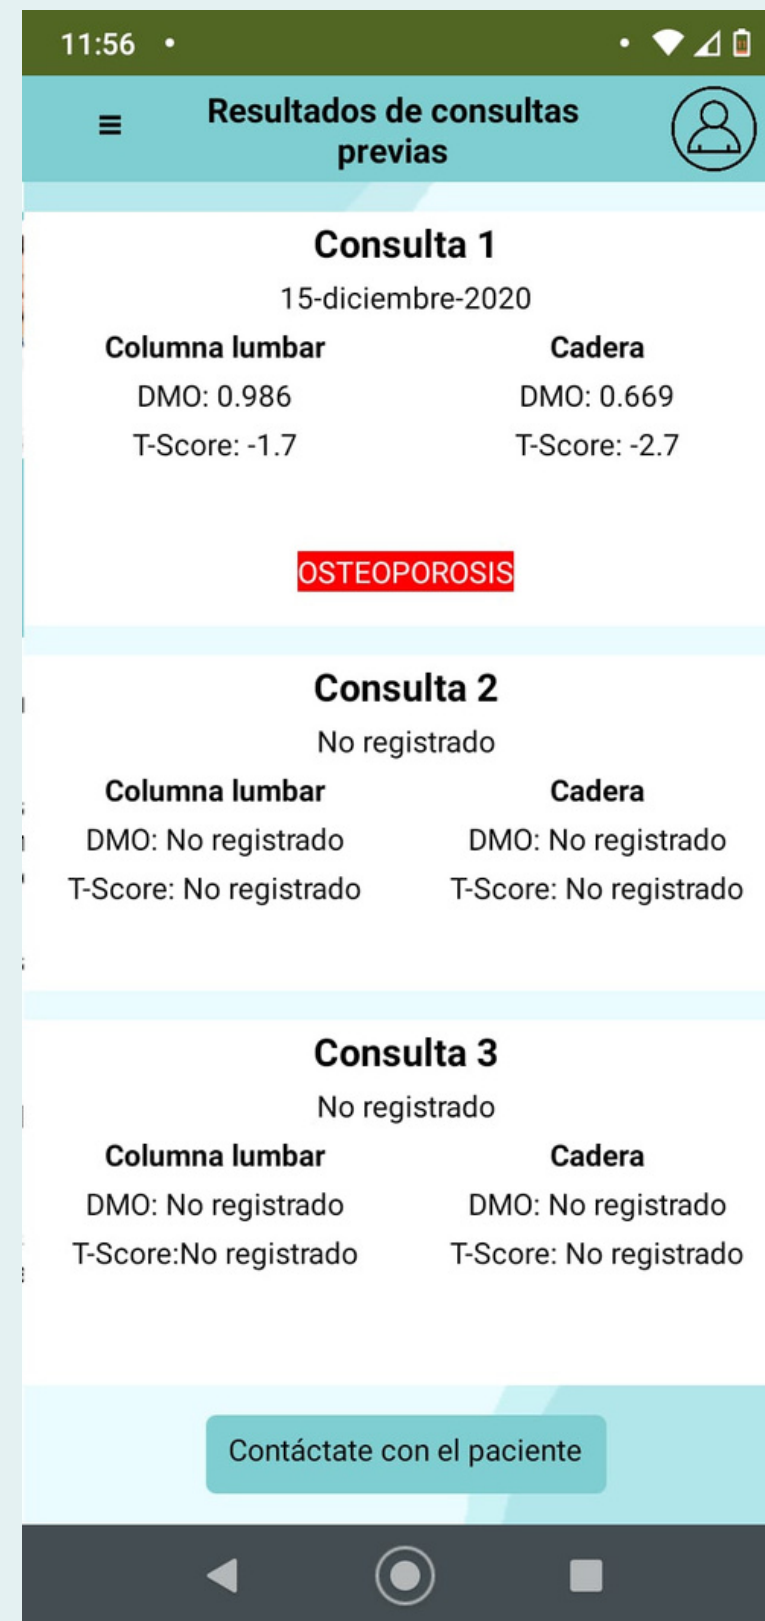 11:56
Resultados de consultas
previas
Consulta 1
15-diciembre-2020
Columna lumbar Cadera
DMO: 0.986 DMO: 0.669
T-Score: -1.7 T-Score: -2.7
OSTEOPOROSIS
Consulta 2
No registrado
Columna lumbar Cadera
DMO: No registrado DMO: No registrado
T-Score: No registrado T-Score: No registrado
Consulta 3
No registrado
Columna lumbar Cadera
DMO: No registrado DMO: No registrado
T-Score:No registrado T-Score: No registrado
Contáctate con el paciente